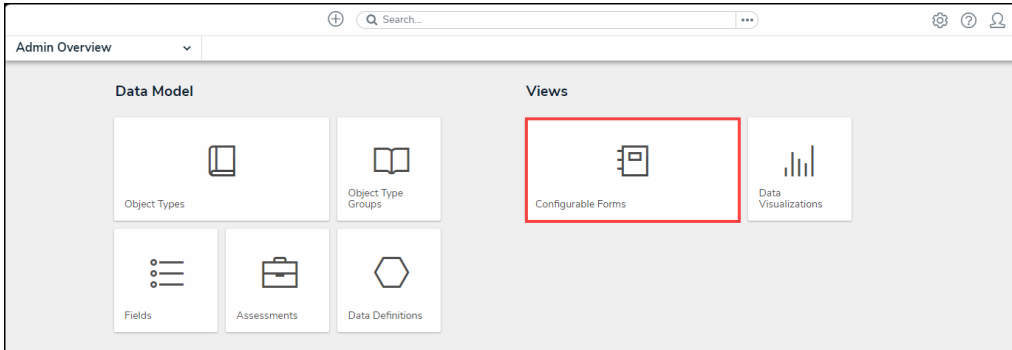 Search...
Admin Overview
Data Model
Views
Object Types
Object Type
Groups
Configurable Forms
Data
Visualizations
Fields
Assessments
Data Definitions